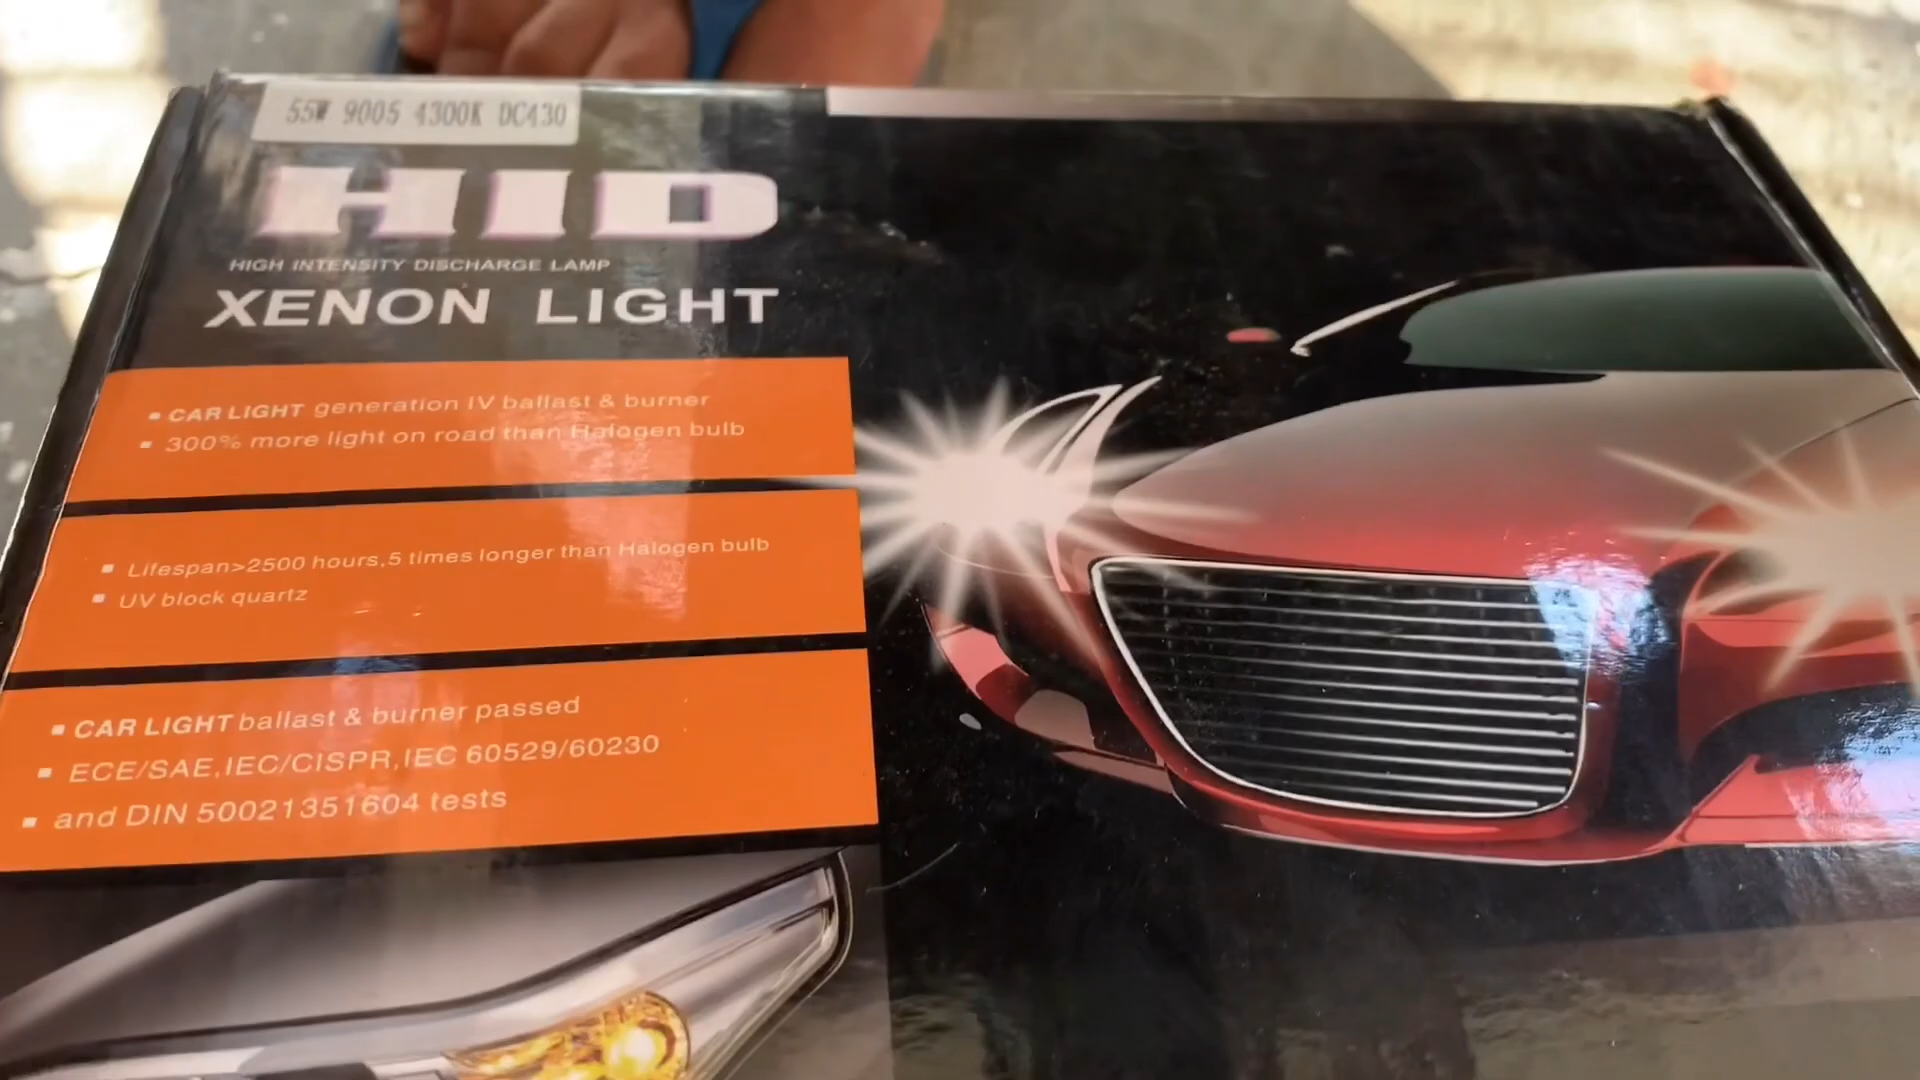 55W 9005 4300K DC430
HID
HIGH INTENSITY DISCHARGE LAMP
XENON LIGHT
▪ CAR LIGHT generation IV ballast & burner
▪ 300% more light on road than Halogen bulb
▪ Lifespan>2500 hours,5 times longer than Halogen bulb
▪ UV block quartz
▪ CAR LIGHT ballast & burner passed
▪ ECE/SAE,IEC/CISPR,IEC 60529/60230
▪ and DIN 50021351604 tests